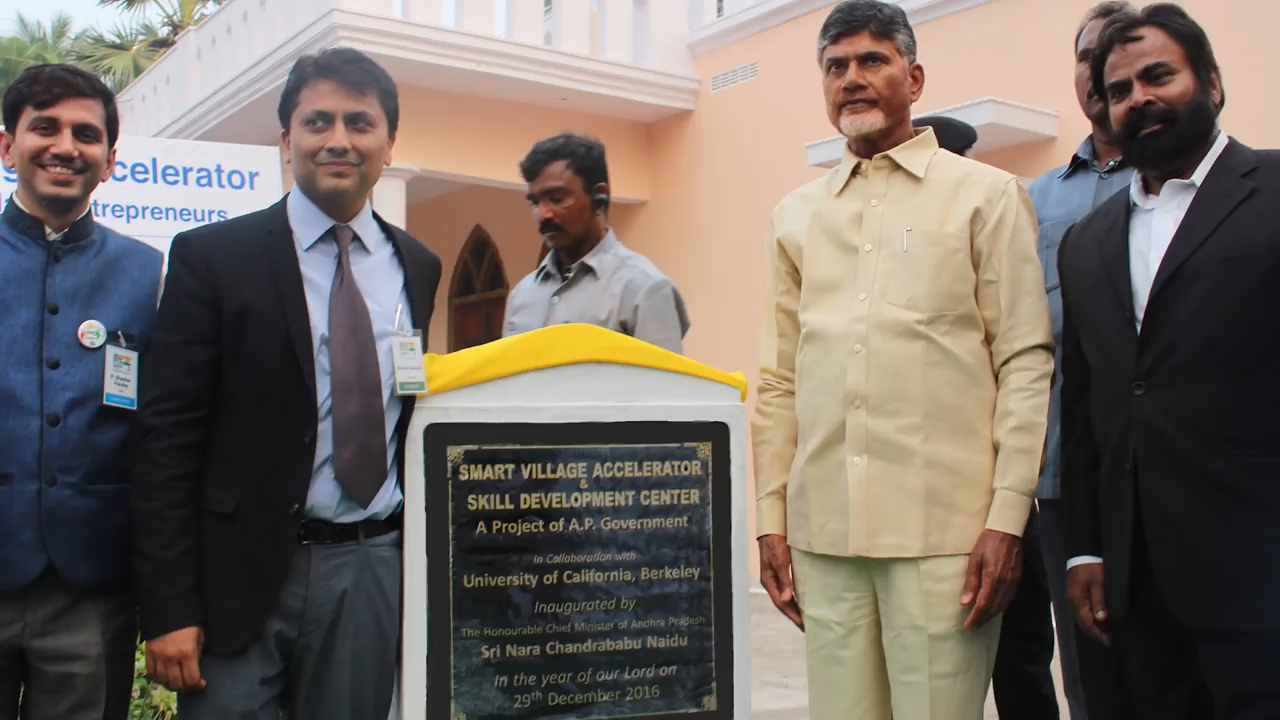 ccelerator
trepreneurs
SMART VILLAGE ACCELERATOR
&
SKILL DEVELOPMENT CENTER
A Project of A.P. Government
In Collaboration with
University of California, Berkeley
Inaugurated by
The Honourable Chief Minister of Andhra Pradesh
Sri Nara Chandrababu Naidu
In the year of our Lord on
29th December 2016